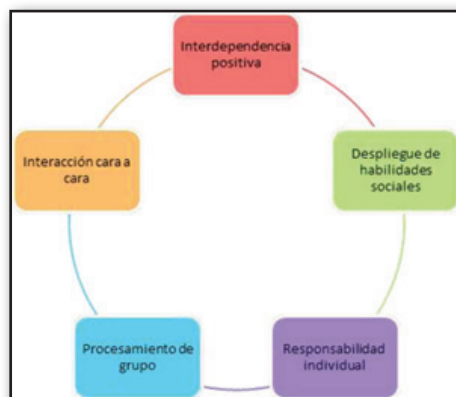 Interdependencia
positiva
Despliegue de
habilidades
sociales
Responsabilidad
individual
Procesamiento de
grupo
Interacción cara a
cara